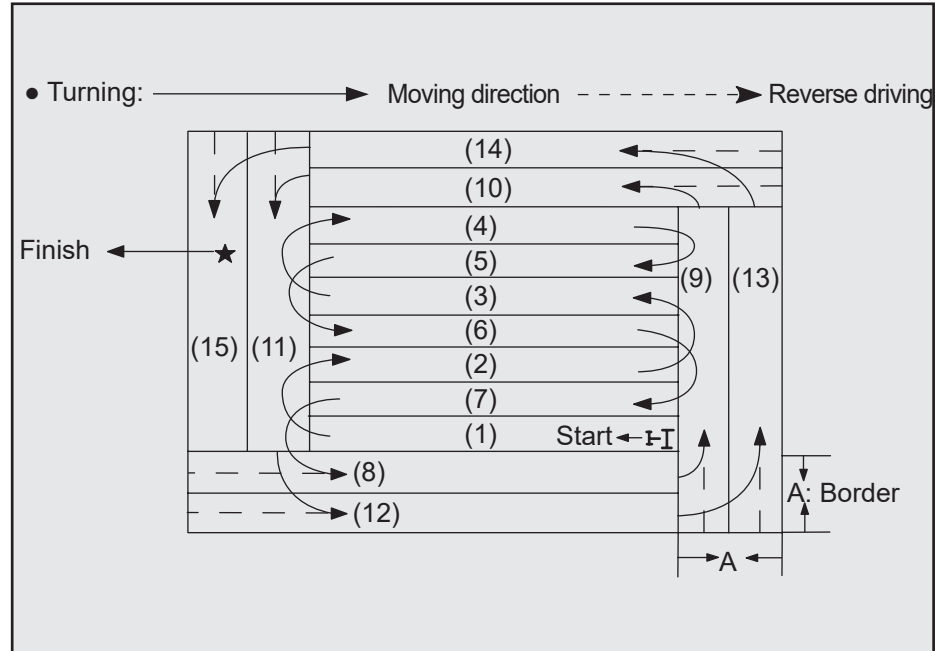 ● Turning: Moving direction Reverse driving
(14)
(10)
(4)
(5)
(9) (13)
Finish
(3)
(6)
(15) (11)
(2)
(7)
(1) Start
(8)
A: Border
(12)
A